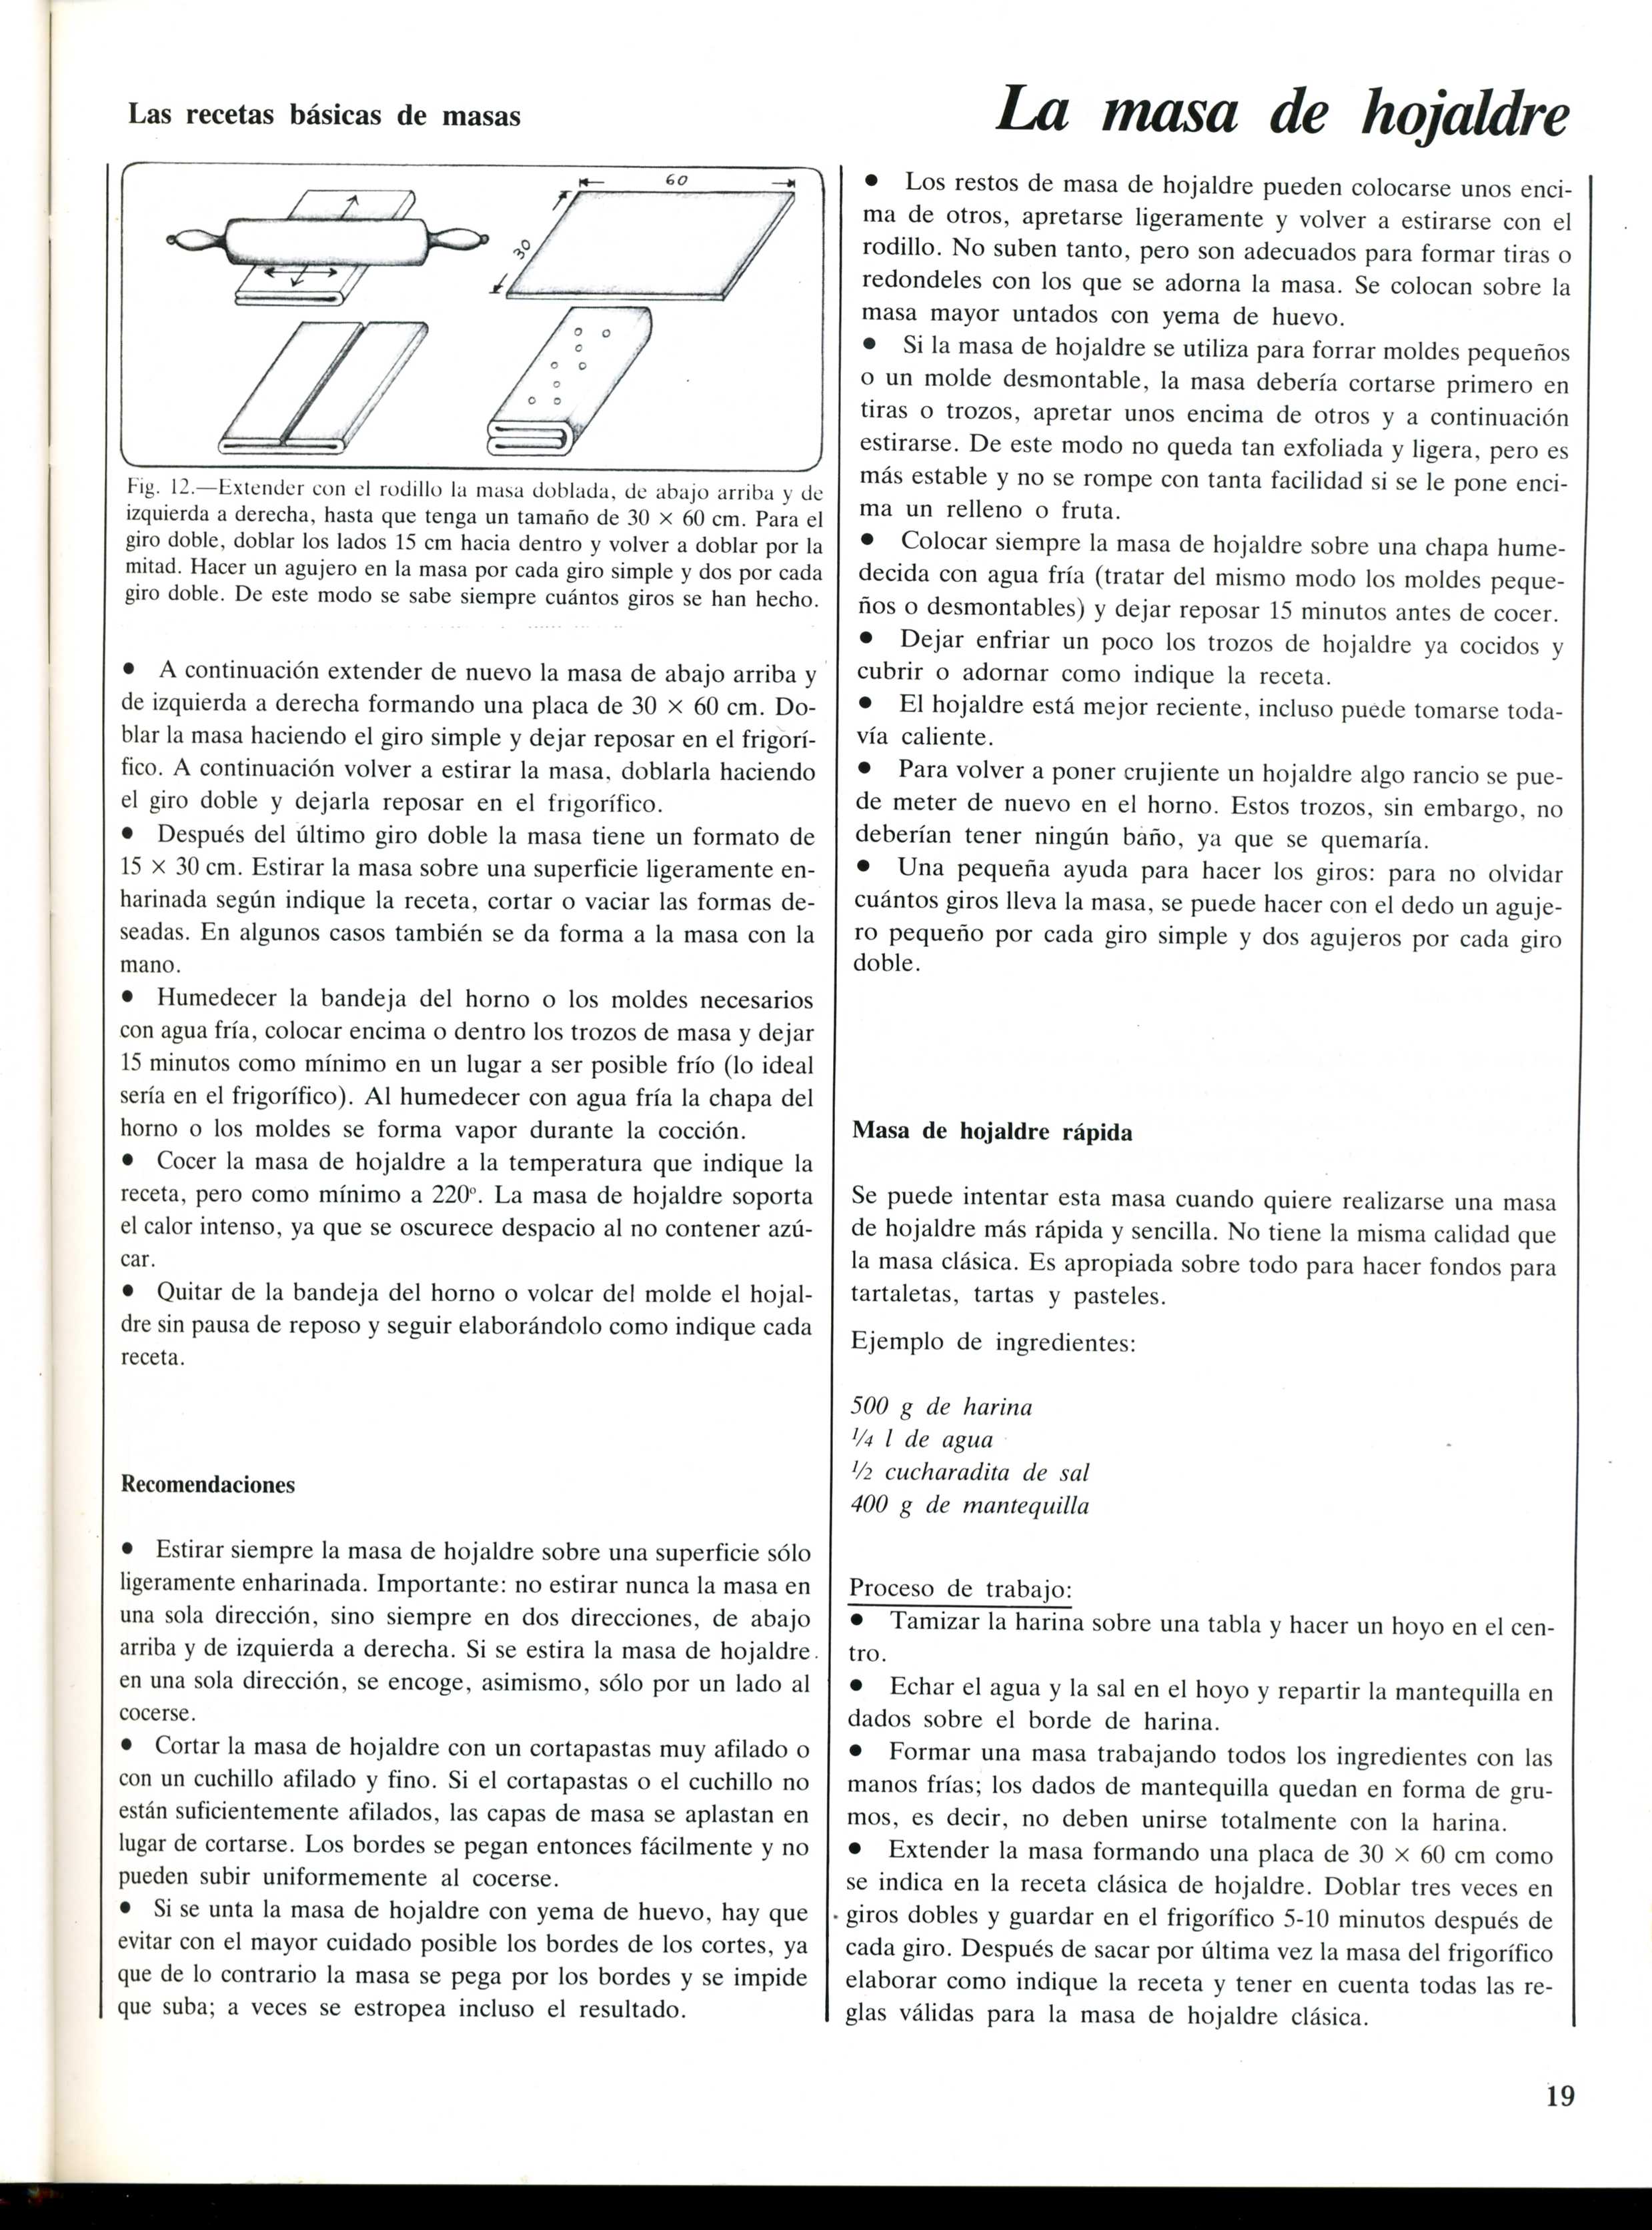 Las recetas básicas de masas
La masa de hojaldre
60
30
Fig. 12.—Extender con el rodillo la masa doblada, de abajo arriba y de
izquierda a derecha, hasta que tenga un tamaño de 30 × 60 cm. Para el
giro doble, doblar los lados 15 cm hacia dentro y volver a doblar por la
mitad. Hacer un agujero en la masa por cada giro simple y dos por cada
giro doble. De este modo se sabe siempre cuántos giros se han hecho.
• A continuación extender de nuevo la masa de abajo arriba y
de izquierda a derecha formando una placa de 30 × 60 cm. Do-
blar la masa haciendo el giro simple y dejar reposar en el frigorí-
fico. A continuación volver a estirar la masa, doblarla haciendo
el giro doble y dejarla reposar en el frigorífico.
• Después del último giro doble la masa tiene un formato de
15 × 30 cm. Estirar la masa sobre una superficie ligeramente en-
harinada según indique la receta, cortar o vaciar las formas de-
seadas. En algunos casos también se da forma a la masa con la
mano.
• Humedecer la bandeja del horno o los moldes necesarios
con agua fría, colocar encima o dentro los trozos de masa y dejar
15 minutos como mínimo en un lugar a ser posible frío (lo ideal
sería en el frigorífico). Al humedecer con agua fría la chapa del
horno o los moldes se forma vapor durante la cocción.
• Cocer la masa de hojaldre a la temperatura que indique la
receta, pero como mínimo a 220º. La masa de hojaldre soporta
el calor intenso, ya que se oscurece despacio al no contener azú-
car.
• Quitar de la bandeja del horno o volcar del molde el hojal-
dre sin pausa de reposo y seguir elaborándolo como indique cada
receta.
Recomendaciones
• Estirar siempre la masa de hojaldre sobre una superficie sólo
ligeramente enharinada. Importante: no estirar nunca la masa en
una sola dirección, sino siempre en dos direcciones, de abajo
arriba y de izquierda a derecha. Si se estira la masa de hojaldre
en una sola dirección, se encoge, asimismo, sólo por un lado al
cocerse.
• Cortar la masa de hojaldre con un cortapastas muy afilado o
con un cuchillo afilado y fino. Si el cortapastas o el cuchillo no
están suficientemente afilados, las capas de masa se aplastan en
lugar de cortarse. Los bordes se pegan entonces fácilmente y no
pueden subir uniformemente al cocerse.
• Si se unta la masa de hojaldre con yema de huevo, hay que
evitar con el mayor cuidado posible los bordes de los cortes, ya
que de lo contrario la masa se pega por los bordes y se impide
que suba; a veces se estropea incluso el resultado.
• Los restos de masa de hojaldre pueden colocarse unos enci-
ma de otros, apretarse ligeramente y volver a estirarse con el
rodillo. No suben tanto, pero son adecuados para formar tiras o
redondeles con los que se adorna la masa. Se colocan sobre la
masa mayor untados con yema de huevo.
• Si la masa de hojaldre se utiliza para forrar moldes pequeños
o un molde desmontable, la masa debería cortarse primero en
tiras o trozos, apretar unos encima de otros y a continuación
estirarse. De este modo no queda tan exfoliada y ligera, pero es
más estable y no se rompe con tanta facilidad si se le pone enci-
ma un relleno o fruta.
• Colocar siempre la masa de hojaldre sobre una chapa hume-
decida con agua fría (tratar del mismo modo los moldes peque-
ños o desmontables) y dejar reposar 15 minutos antes de cocer.
• Dejar enfriar un poco los trozos de hojaldre ya cocidos y
cubrir o adornar como indique la receta.
• El hojaldre está mejor reciente, incluso puede tomarse toda-
vía caliente.
• Para volver a poner crujiente un hojaldre algo rancio se pue-
de meter de nuevo en el horno. Estos trozos, sin embargo, no
deberían tener ningún baño, ya que se quemaría.
• Una pequeña ayuda para hacer los giros: para no olvidar
cuántos giros lleva la masa, se puede hacer con el dedo un aguje-
ro pequeño por cada giro simple y dos agujeros por cada giro
doble.
Masa de hojaldre rápida
Se puede intentar esta masa cuando quiere realizarse una masa
de hojaldre más rápida y sencilla. No tiene la misma calidad que
la masa clásica. Es apropiada sobre todo para hacer fondos para
tartaletas, tartas y pasteles.
Ejemplo de ingredientes:
500 g de harina
1/4 l de agua
1/2 cucharadita de sal
400 g de mantequilla
Proceso de trabajo:
• Tamizar la harina sobre una tabla y hacer un hoyo en el cen-
tro.
• Echar el agua y la sal en el hoyo y repartir la mantequilla en
dados sobre el borde de harina.
• Formar una masa trabajando todos los ingredientes con las
manos frías; los dados de mantequilla quedan en forma de gru-
mos, es decir, no deben unirse totalmente con la harina.
• Extender la masa formando una placa de 30 × 60 cm como
se indica en la receta clásica de hojaldre. Doblar tres veces en
giros dobles y guardar en el frigorífico 5-10 minutos después de
cada giro. Después de sacar por última vez la masa del frigorífico
elaborar como indique la receta y tener en cuenta todas las re-
glas válidas para la masa de hojaldre clásica.
19